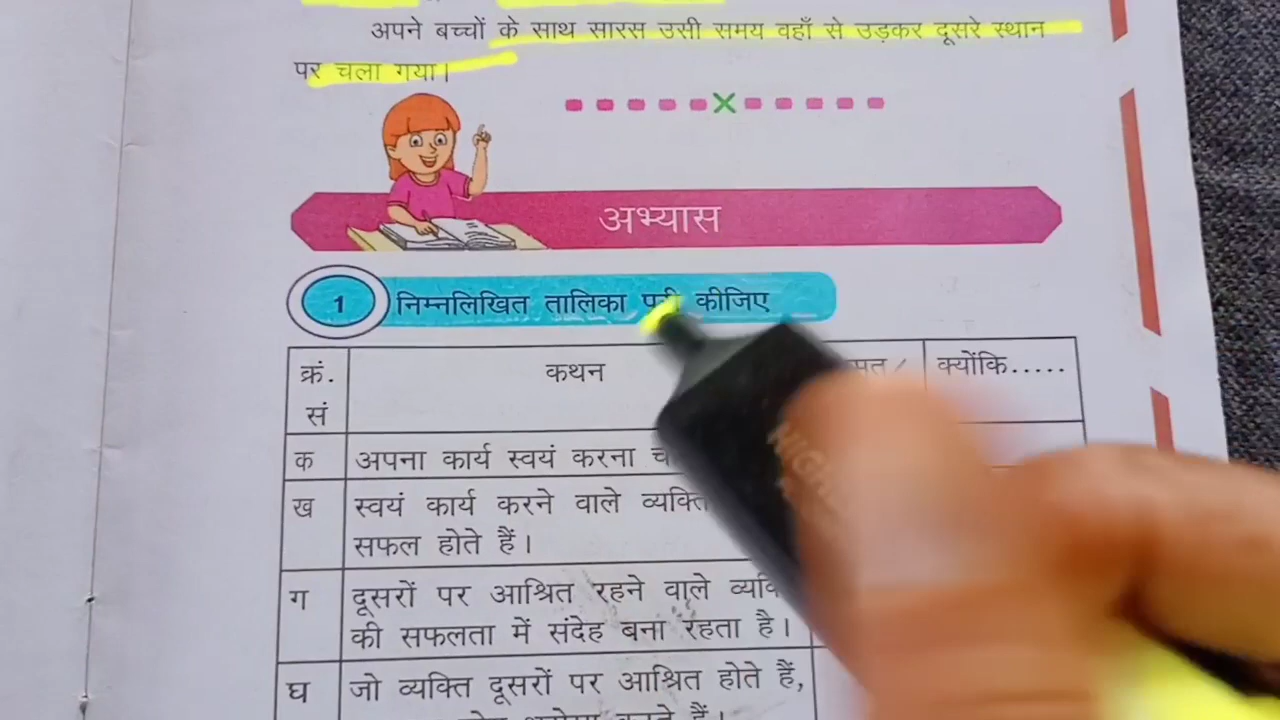 अपने बच्चों के साथ सारस उसी समय वहाँ से उड़कर दूसरे स्थान
पर चला गया।
अभ्यास
1 निम्नलिखित तालिका कीजिए
क्रं. कथन क्योंकि.....
सं
क अपना कार्य स्वयं करना
ख स्वयं कार्य करने वाले
सफल होते हैं।
ग दूसरों पर आश्रित रहने वाले
की सफलता में संदेह बना रहता है।
घ जो व्यक्ति दूसरों पर आश्रित होते हैं,